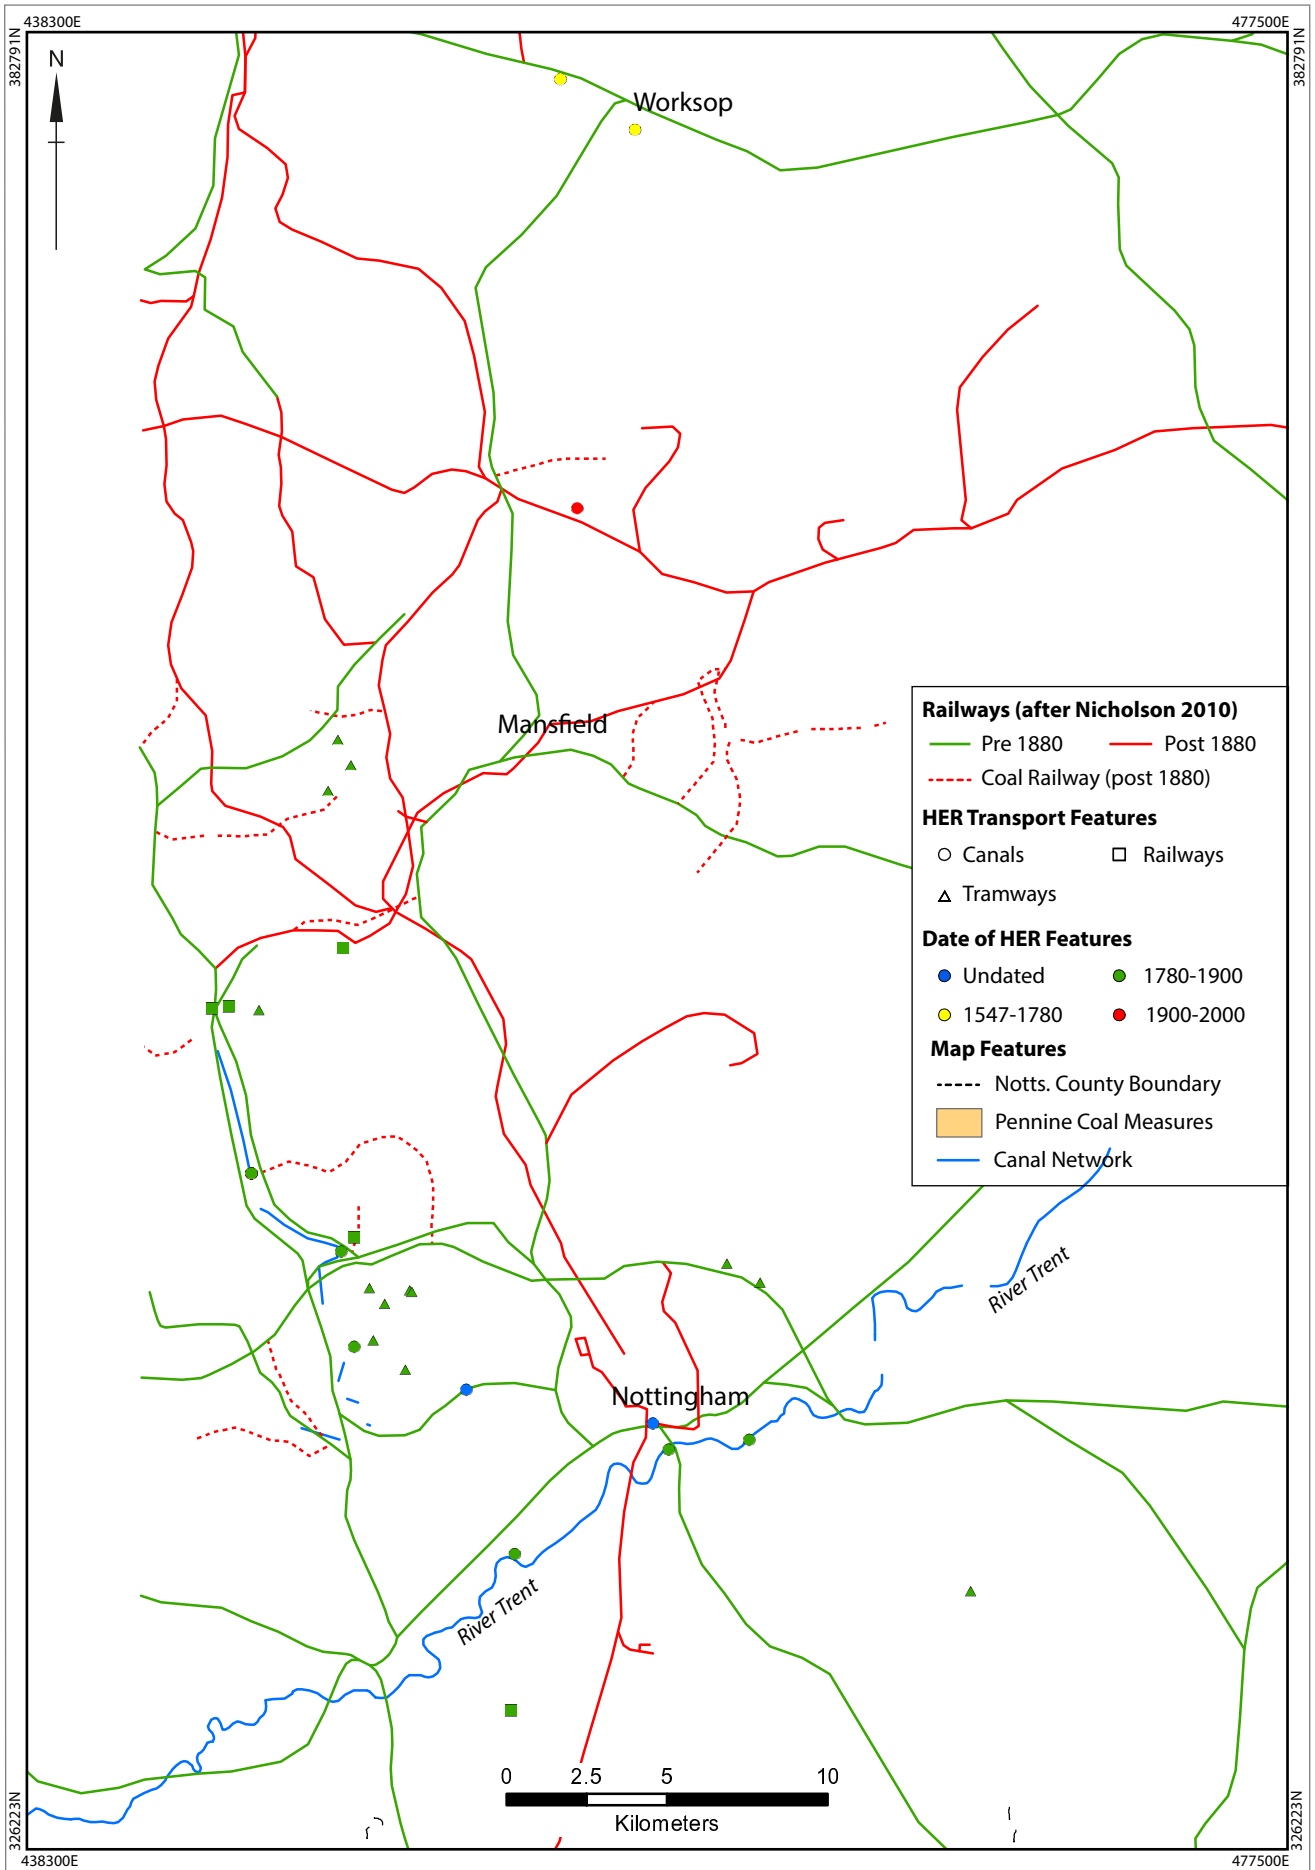 438300E
477500E
382791N
382791N
N
Worksop
Mansfield
Railways (after Nicholson 2010)
Pre 1880
Post 1880
Coal Railway (post 1880)
HER Transport Features
Canals
Railways
Tramways
Date of HER Features
Undated
1780-1900
1547-1780
1900-2000
Map Features
Notts. County Boundary
Pennine Coal Measures
Canal Network
River Trent
Nottingham
River Trent
0 2.5 5 10
Kilometers
326223N
326223N
438300E
477500E